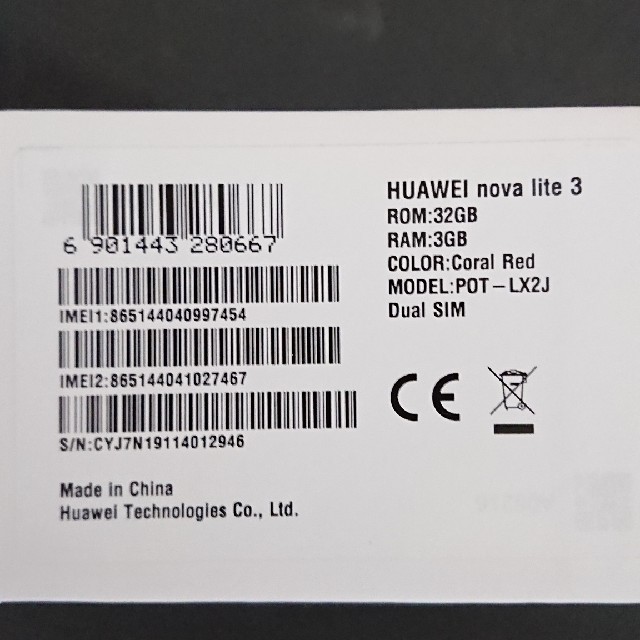 6 901443 280667
IMEI1:865144040997454
IMEI2:865144041027467
S/N:CYJ7N19114012946
Made in China
Huawei Technologies Co., Ltd.
HUAWEI nova lite 3
ROM:32GB
RAM:3GB
COLOR:Coral Red
MODEL:POT-LX2J
Dual SIM
CE